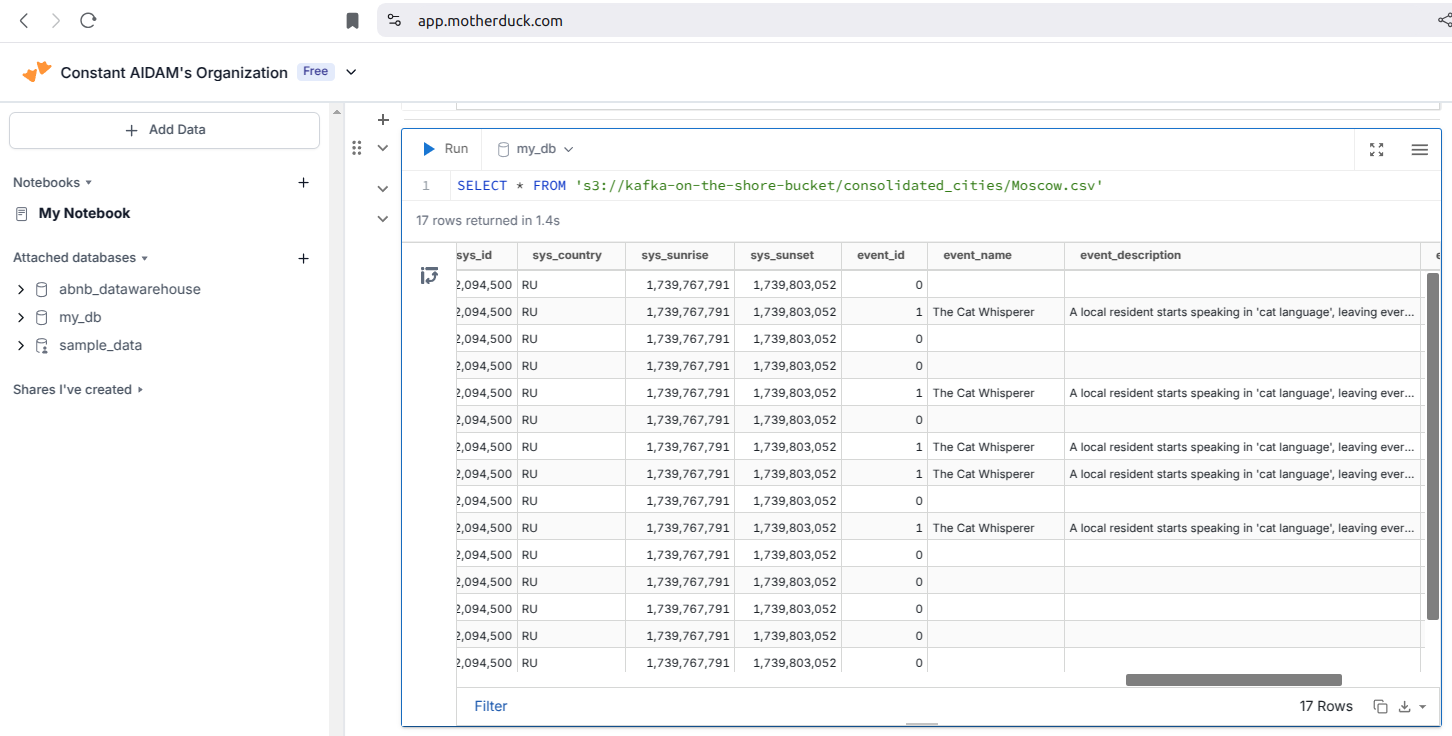 app.motherduck.com
Constant AIDAM's Organization Free
Add Data
Notebooks
My Notebook
Attached databases
abnb_datawarehouse
my_db
sample_data
Shares I've created
Run my_db
1 SELECT * FROM 's3://kafka-on-the-shore-bucket/consolidated_cities/Moscow.csv'
17 rows returned in 1.4s
sys_id sys_country sys_sunrise sys_sunset event_id event_name event_description e
2,094,500 RU 1,739,767,791 1,739,803,052 0
2,094,500 RU 1,739,767,791 1,739,803,052 1 The Cat Whisperer A local resident starts speaking in 'cat language', leaving ever...
2,094,500 RU 1,739,767,791 1,739,803,052 0
2,094,500 RU 1,739,767,791 1,739,803,052 0
2,094,500 RU 1,739,767,791 1,739,803,052 1 The Cat Whisperer A local resident starts speaking in 'cat language', leaving ever...
2,094,500 RU 1,739,767,791 1,739,803,052 0
2,094,500 RU 1,739,767,791 1,739,803,052 1 The Cat Whisperer A local resident starts speaking in 'cat language', leaving ever...
2,094,500 RU 1,739,767,791 1,739,803,052 1 The Cat Whisperer A local resident starts speaking in 'cat language', leaving ever...
2,094,500 RU 1,739,767,791 1,739,803,052 0
2,094,500 RU 1,739,767,791 1,739,803,052 1 The Cat Whisperer A local resident starts speaking in 'cat language', leaving ever...
2,094,500 RU 1,739,767,791 1,739,803,052 0
2,094,500 RU 1,739,767,791 1,739,803,052 0
2,094,500 RU 1,739,767,791 1,739,803,052 0
2,094,500 RU 1,739,767,791 1,739,803,052 0
2,094,500 RU 1,739,767,791 1,739,803,052 0
Filter 17 Rows